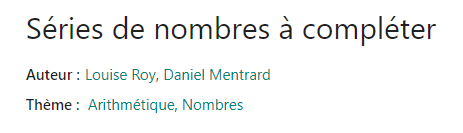 Séries de nombres à compléter
Auteur : Louise Roy, Daniel Mentrard
Thème : Arithmétique, Nombres